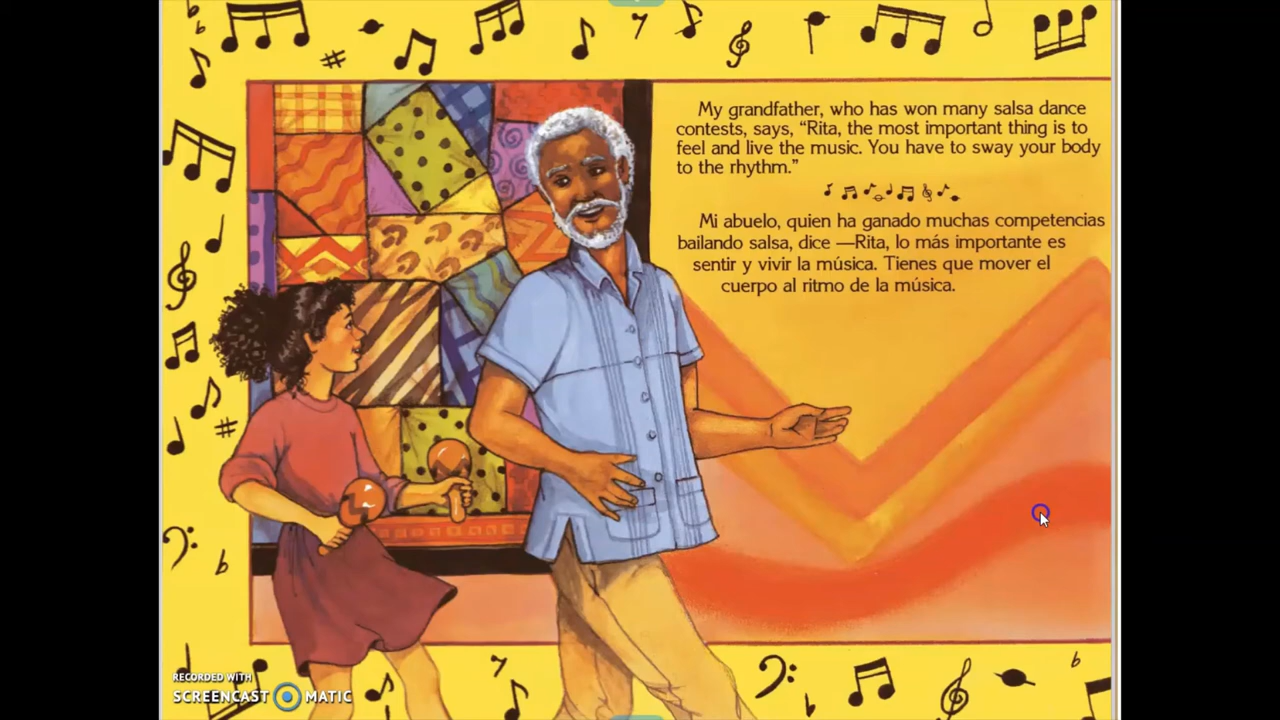 My grandfather, who has won many salsa dance
contests, says, “Rita, the most important thing is to
feel and live the music. You have to sway your body
to the rhythm.”
Mi abuelo, quien ha ganado muchas competencias
bailando salsa, dice —Rita, lo más importante es
sentir y vivir la música. Tienes que mover el
cuerpo al ritmo de la música.
RECORDED WITH
SCREENCAST MATIC